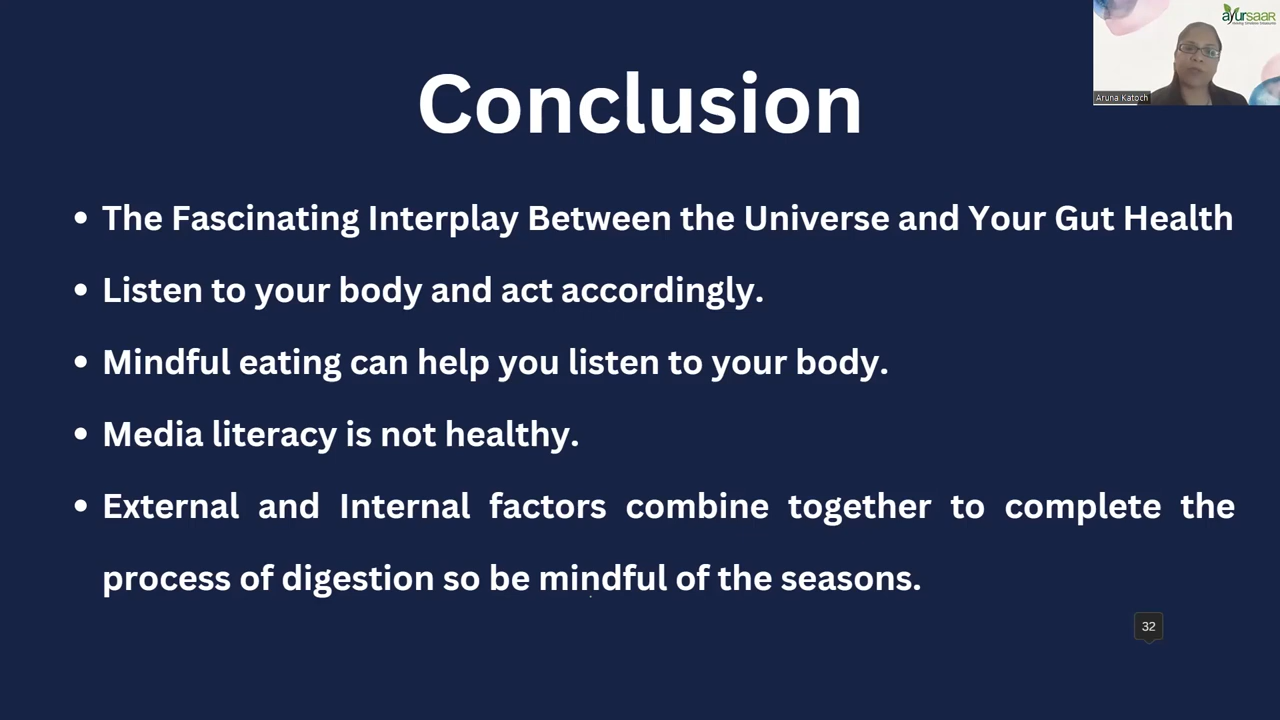 ayurSAAR
Aruna Katoch
Conclusion
• The Fascinating Interplay Between the Universe and Your Gut Health
• Listen to your body and act accordingly.
• Mindful eating can help you listen to your body.
• Media literacy is not healthy.
• External and Internal factors combine together to complete the
process of digestion so be mindful of the seasons.
32